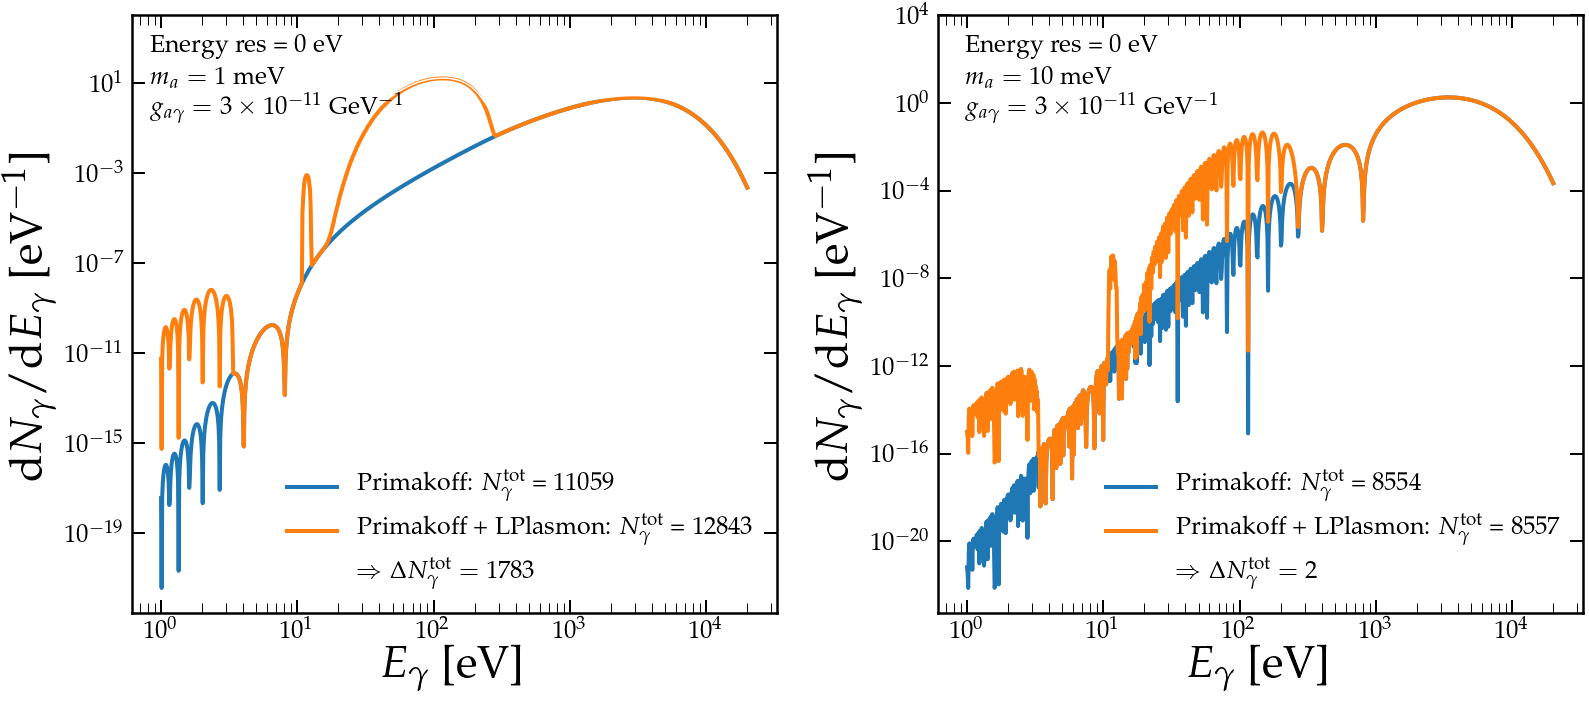 Energy res = 0 eV
m_a = 1 meV
g_{aγ} = 3 × 10^{−11} GeV^{−1}
10^1
10^{−3}
10^{−7}
10^{−11}
10^{−15}
10^{−19}
dN_γ/dE_γ [eV^{−1}]
Primakoff: N_γ^{tot} = 11059
Primakoff + LPlasmon: N_γ^{tot} = 12843
⇒ ΔN_γ^{tot} = 1783
10^0 10^1 10^2 10^3 10^4
E_γ [eV]
Energy res = 0 eV
m_a = 10 meV
g_{aγ} = 3 × 10^{−11} GeV^{−1}
10^4
10^0
10^{−4}
10^{−8}
10^{−12}
10^{−16}
10^{−20}
dN_γ/dE_γ [eV^{−1}]
Primakoff: N_γ^{tot} = 8554
Primakoff + LPlasmon: N_γ^{tot} = 8557
⇒ ΔN_γ^{tot} = 2
10^0 10^1 10^2 10^3 10^4
E_γ [eV]